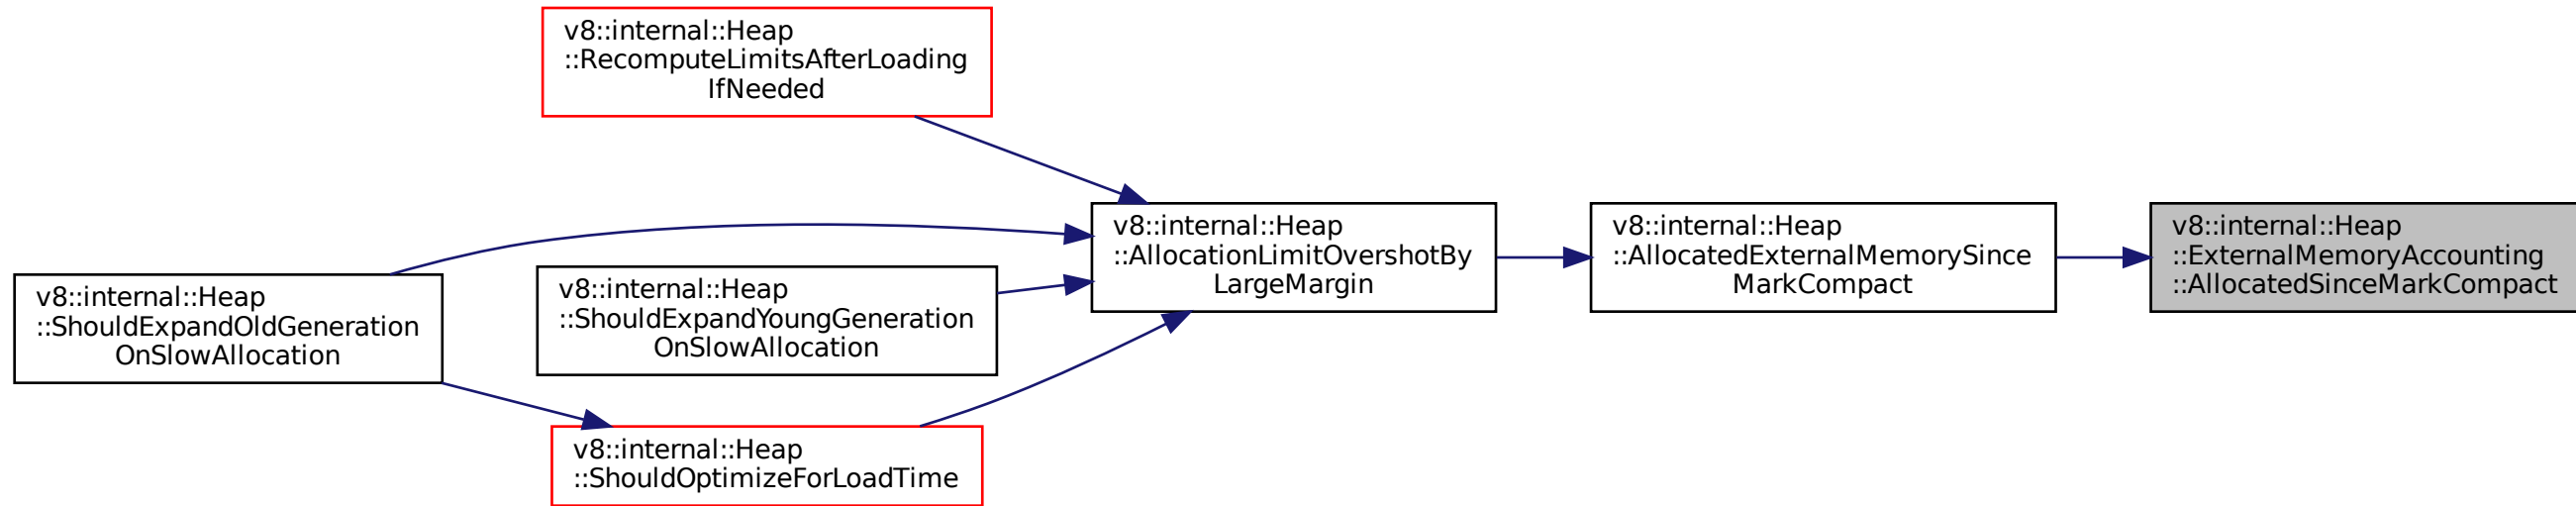 v8::internal::Heap
::RecomputeLimitsAfterLoading
IfNeeded
v8::internal::Heap
::ShouldExpandOldGeneration
OnSlowAllocation
v8::internal::Heap
::ShouldExpandYoungGeneration
OnSlowAllocation
v8::internal::Heap
::ShouldOptimizeForLoadTime
v8::internal::Heap
::AllocationLimitOvershotBy
LargeMargin
v8::internal::Heap
::AllocatedExternalMemorySince
MarkCompact
v8::internal::Heap
::ExternalMemoryAccounting
::AllocatedSinceMarkCompact